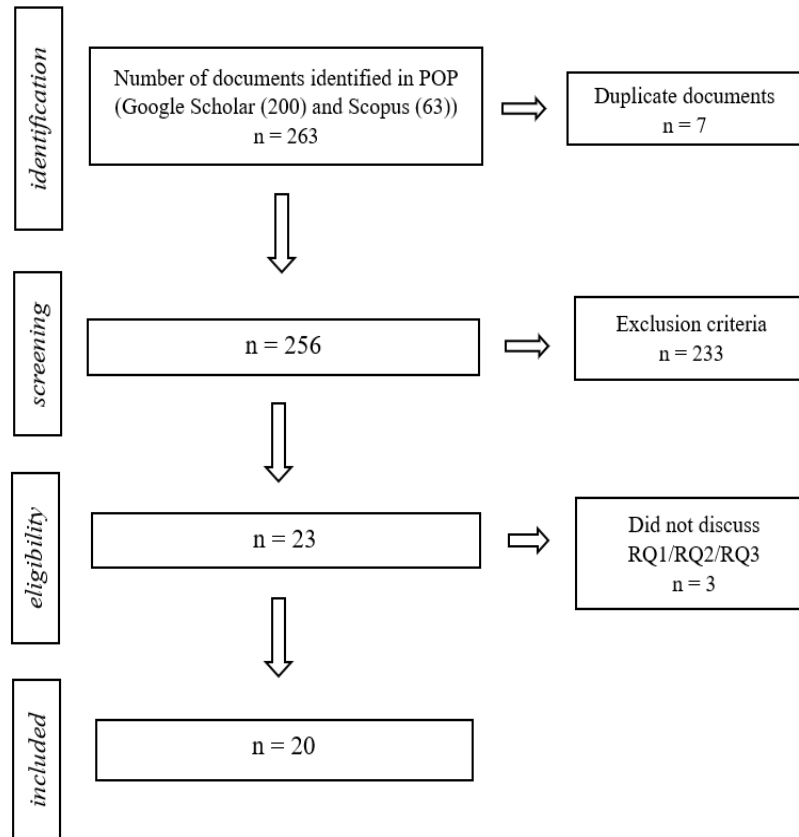 identification
Number of documents identified in POP
(Google Scholar (200) and Scopus (63))
n = 263
Duplicate documents
n = 7
screening
n = 256
Exclusion criteria
n = 233
eligibility
n = 23
Did not discuss
RQ1/RQ2/RQ3
n = 3
included
n = 20